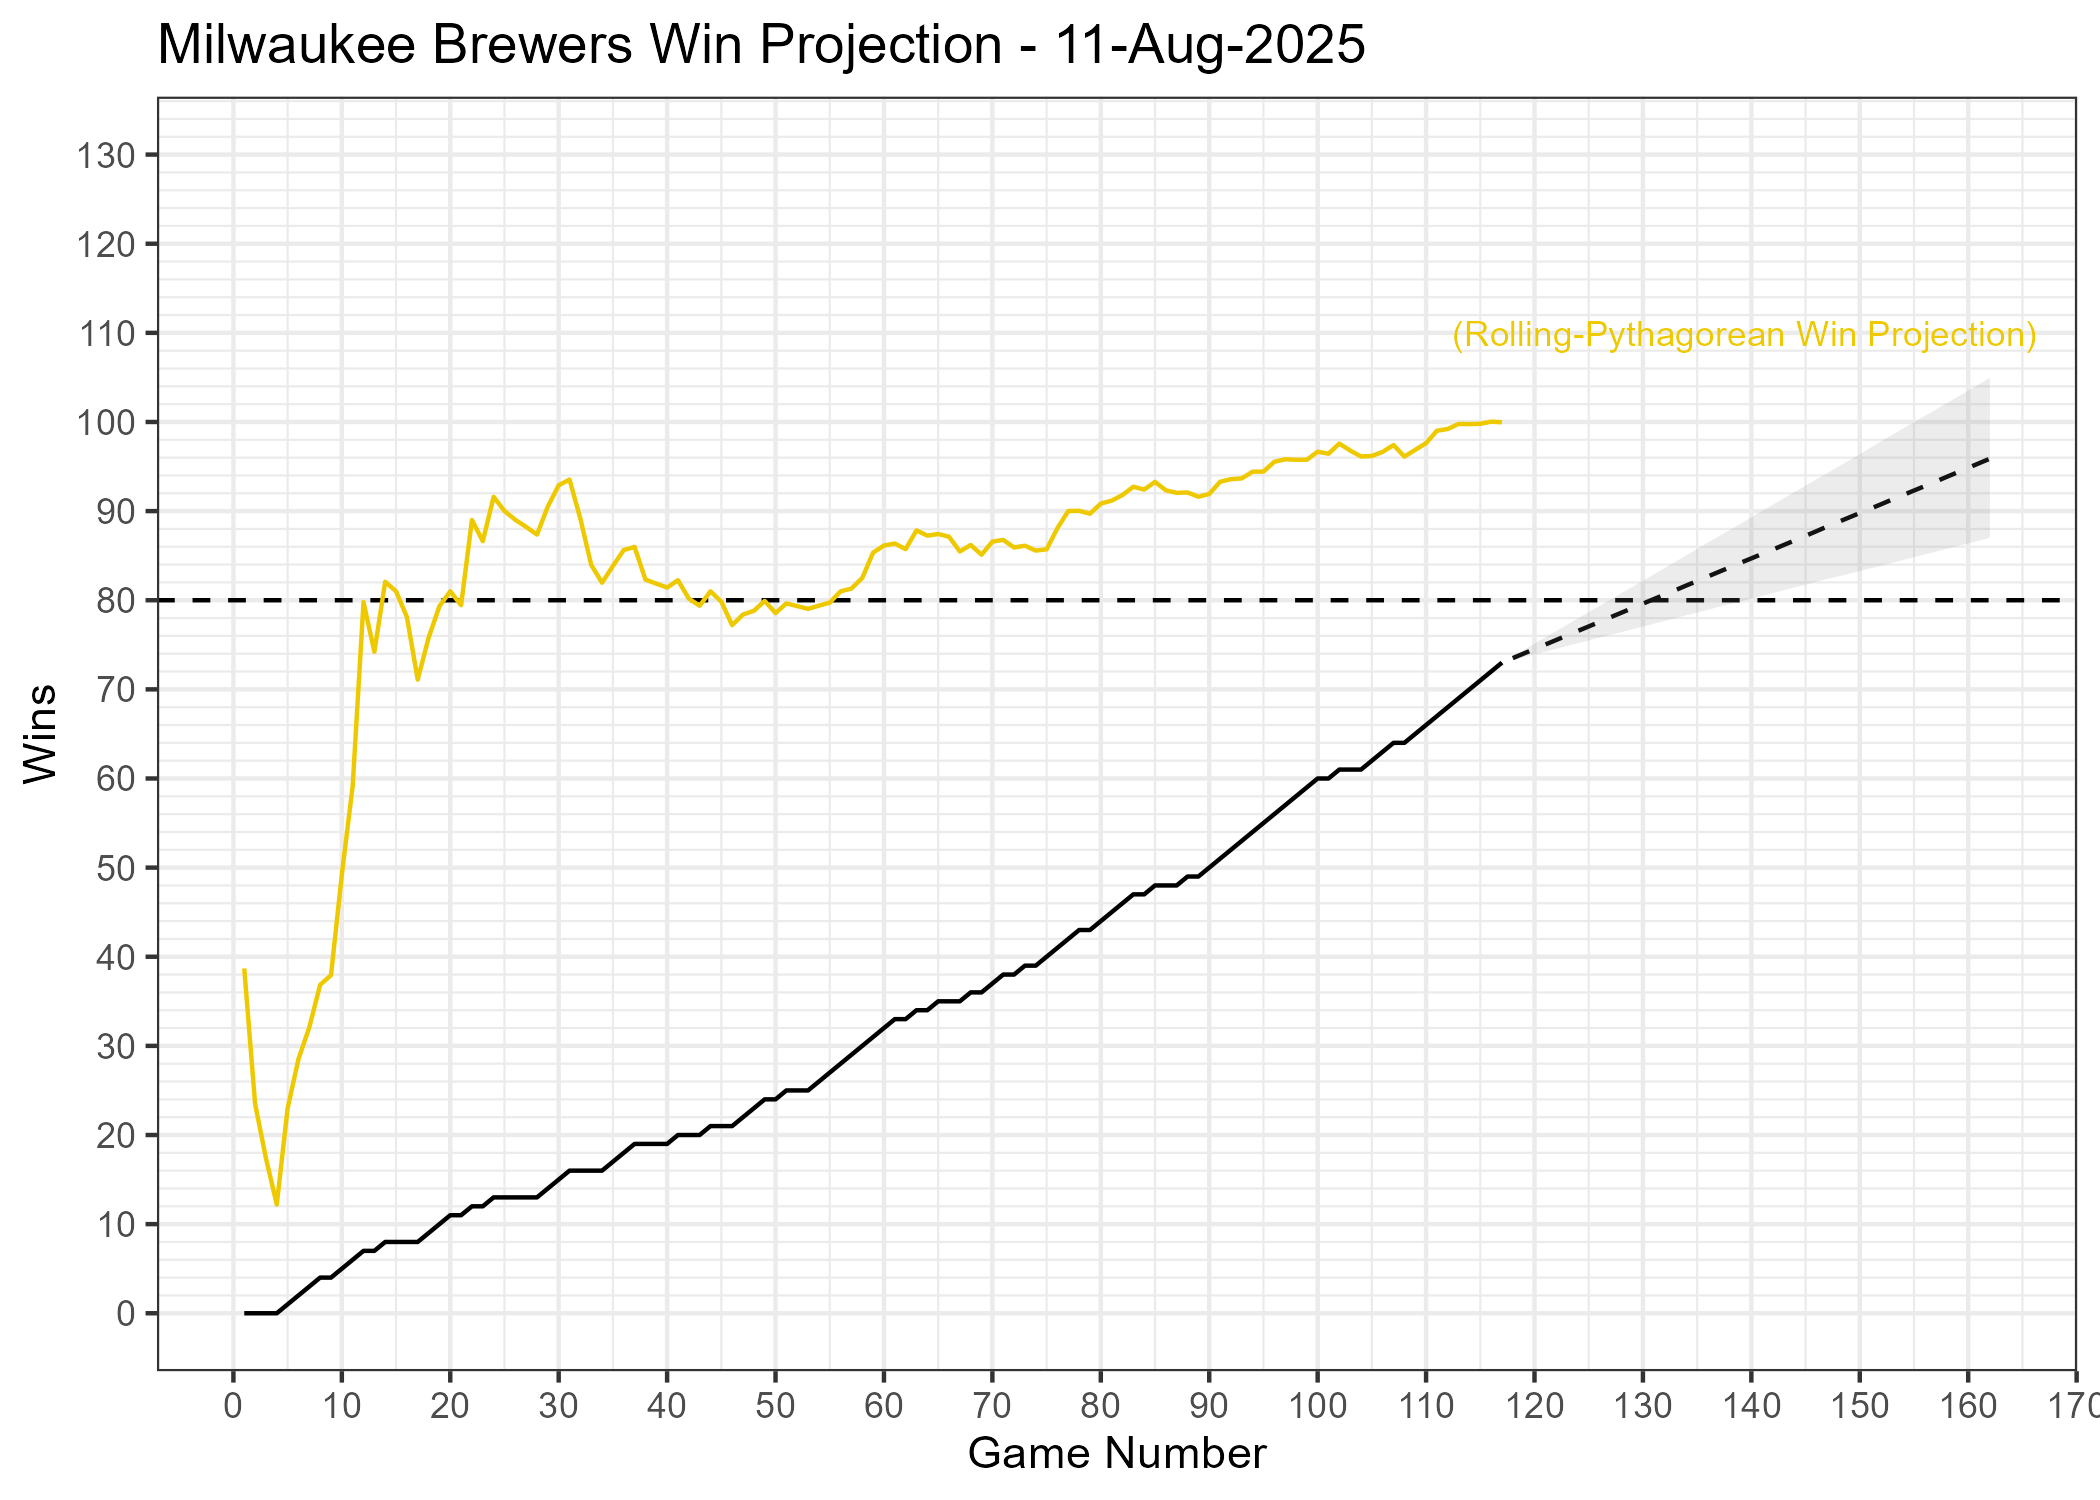 Milwaukee Brewers Win Projection - 11-Aug-2025
130
120
110
(Rolling-Pythagorean Win Projection)
100
90
80
70
60
50
40
30
20
10
0
Wins
0 10 20 30 40 50 60 70 80 90 100 110 120 130 140 150 160 170
Game Number